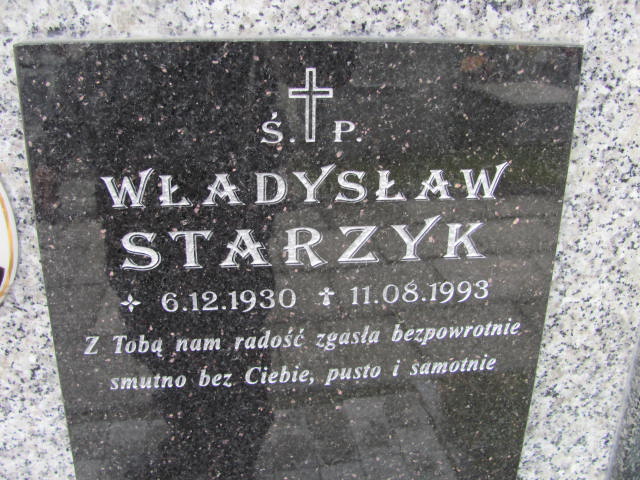 Ś. P.
WŁADYSŁAW
STARZYK
6.12.1930 † 11.08.1993
Z Tobą nam radość zgasła bezpowrotnie
smutno bez Ciebie, pusto i samotnie